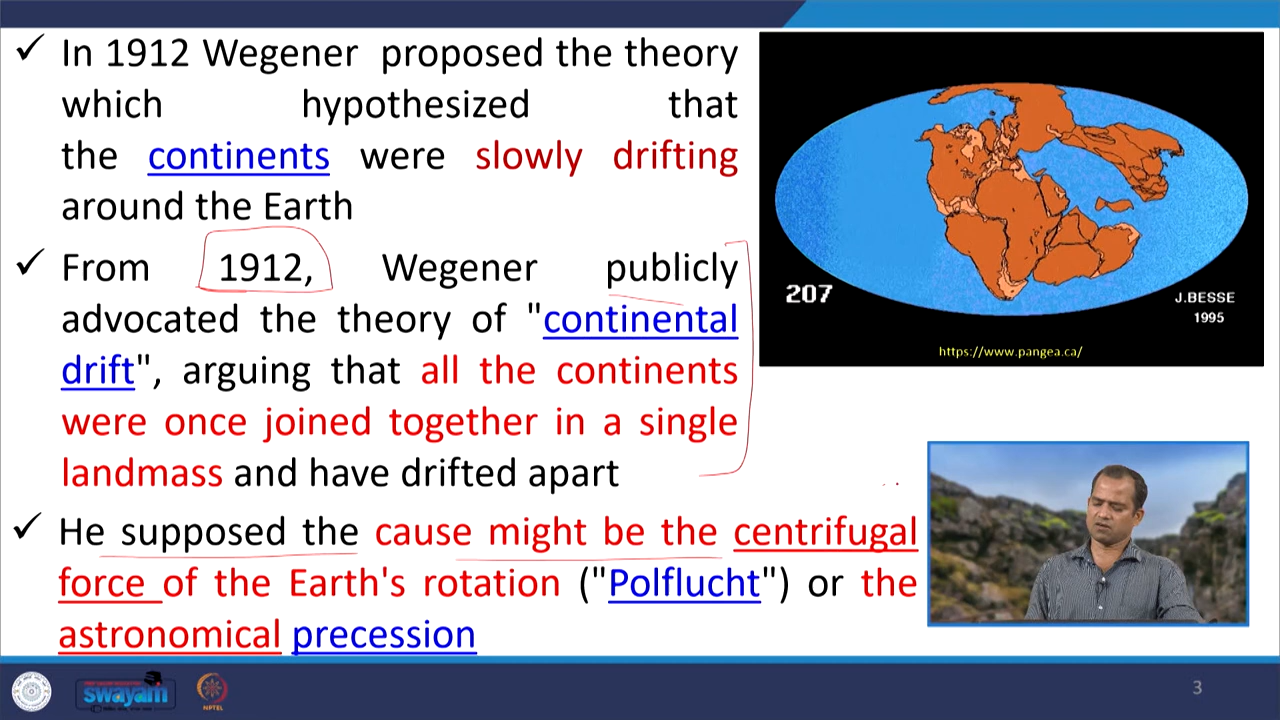 ✓ In 1912 Wegener proposed the theory
which hypothesized that
the continents were slowly drifting
around the Earth
✓ From 1912, Wegener publicly
advocated the theory of "continental
drift", arguing that all the continents
were once joined together in a single
landmass and have drifted apart
✓ He supposed the cause might be the centrifugal
force of the Earth's rotation ("Polflucht") or the
astronomical precession
207
J.BESSE
1995
https://www.pangea.ca/
swayam
NPTEL
3